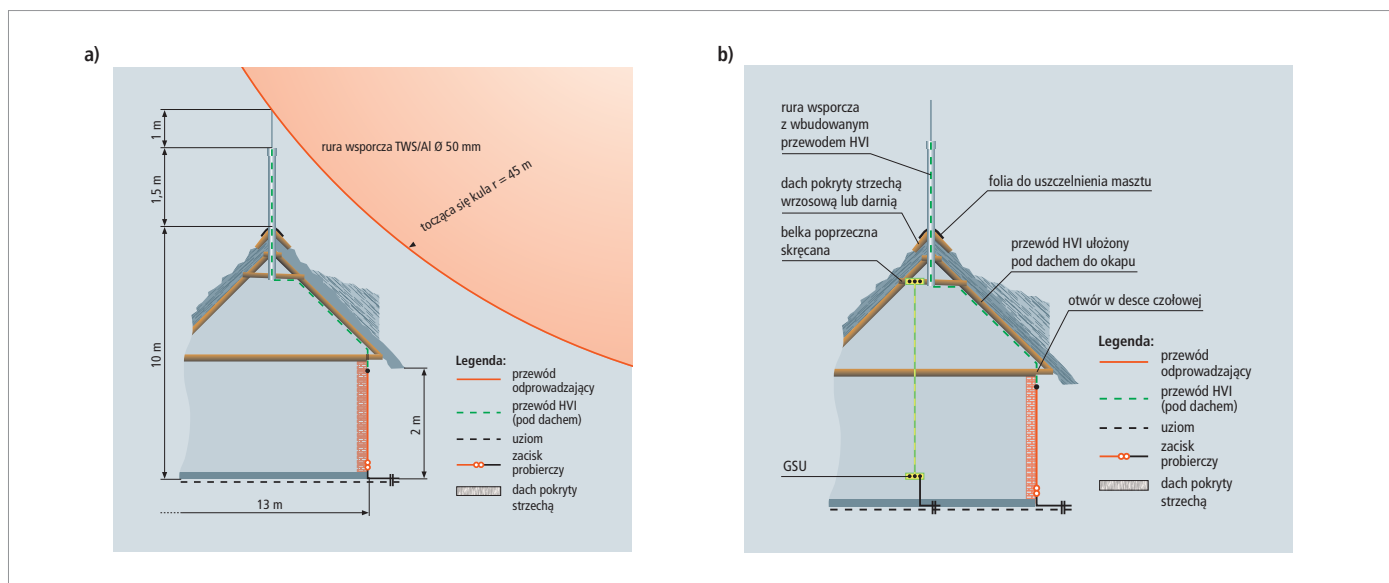 a)
1 m
1,5 m
10 m
13 m
2 m
rura wsporcza TWS/Al Ø 50 mm
tocząca się kula r = 45 m
Legenda:
przewód
odprowadzający
przewód HVI
(pod dachem)
uziom
zacisk
probierczy
dach pokryty
strzechą
b)
rura wsporcza
z wbudowanym
przewodem HVI
dach pokryty strzechą
wrzosową lub darnią
belka poprzeczna
skręcana
GSU
folia do uszczelnienia masztu
przewód HVI ułożony
pod dachem do okapu
otwór w desce czołowej
Legenda:
przewód
odprowadzający
przewód HVI
(pod dachem)
uziom
zacisk
probierczy
dach pokryty
strzechą